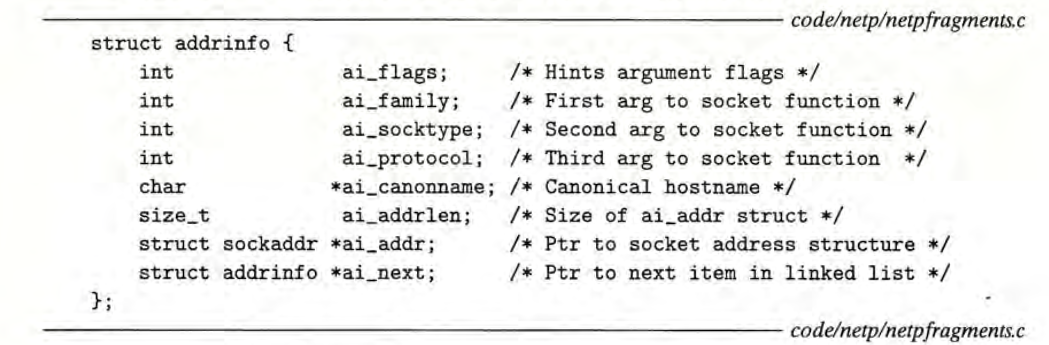 code/netp/netpfragments.c
struct addrinfo {
    int              ai_flags;     /* Hints argument flags */
    int              ai_family;    /* First arg to socket function */
    int              ai_socktype;  /* Second arg to socket function */
    int              ai_protocol;  /* Third arg to socket function  */
    char            *ai_canonname; /* Canonical hostname */
    size_t           ai_addrlen;   /* Size of ai_addr struct */
    struct sockaddr *ai_addr;      /* Ptr to socket address structure */
    struct addrinfo *ai_next;      /* Ptr to next item in linked list */
};
code/netp/netpfragments.c